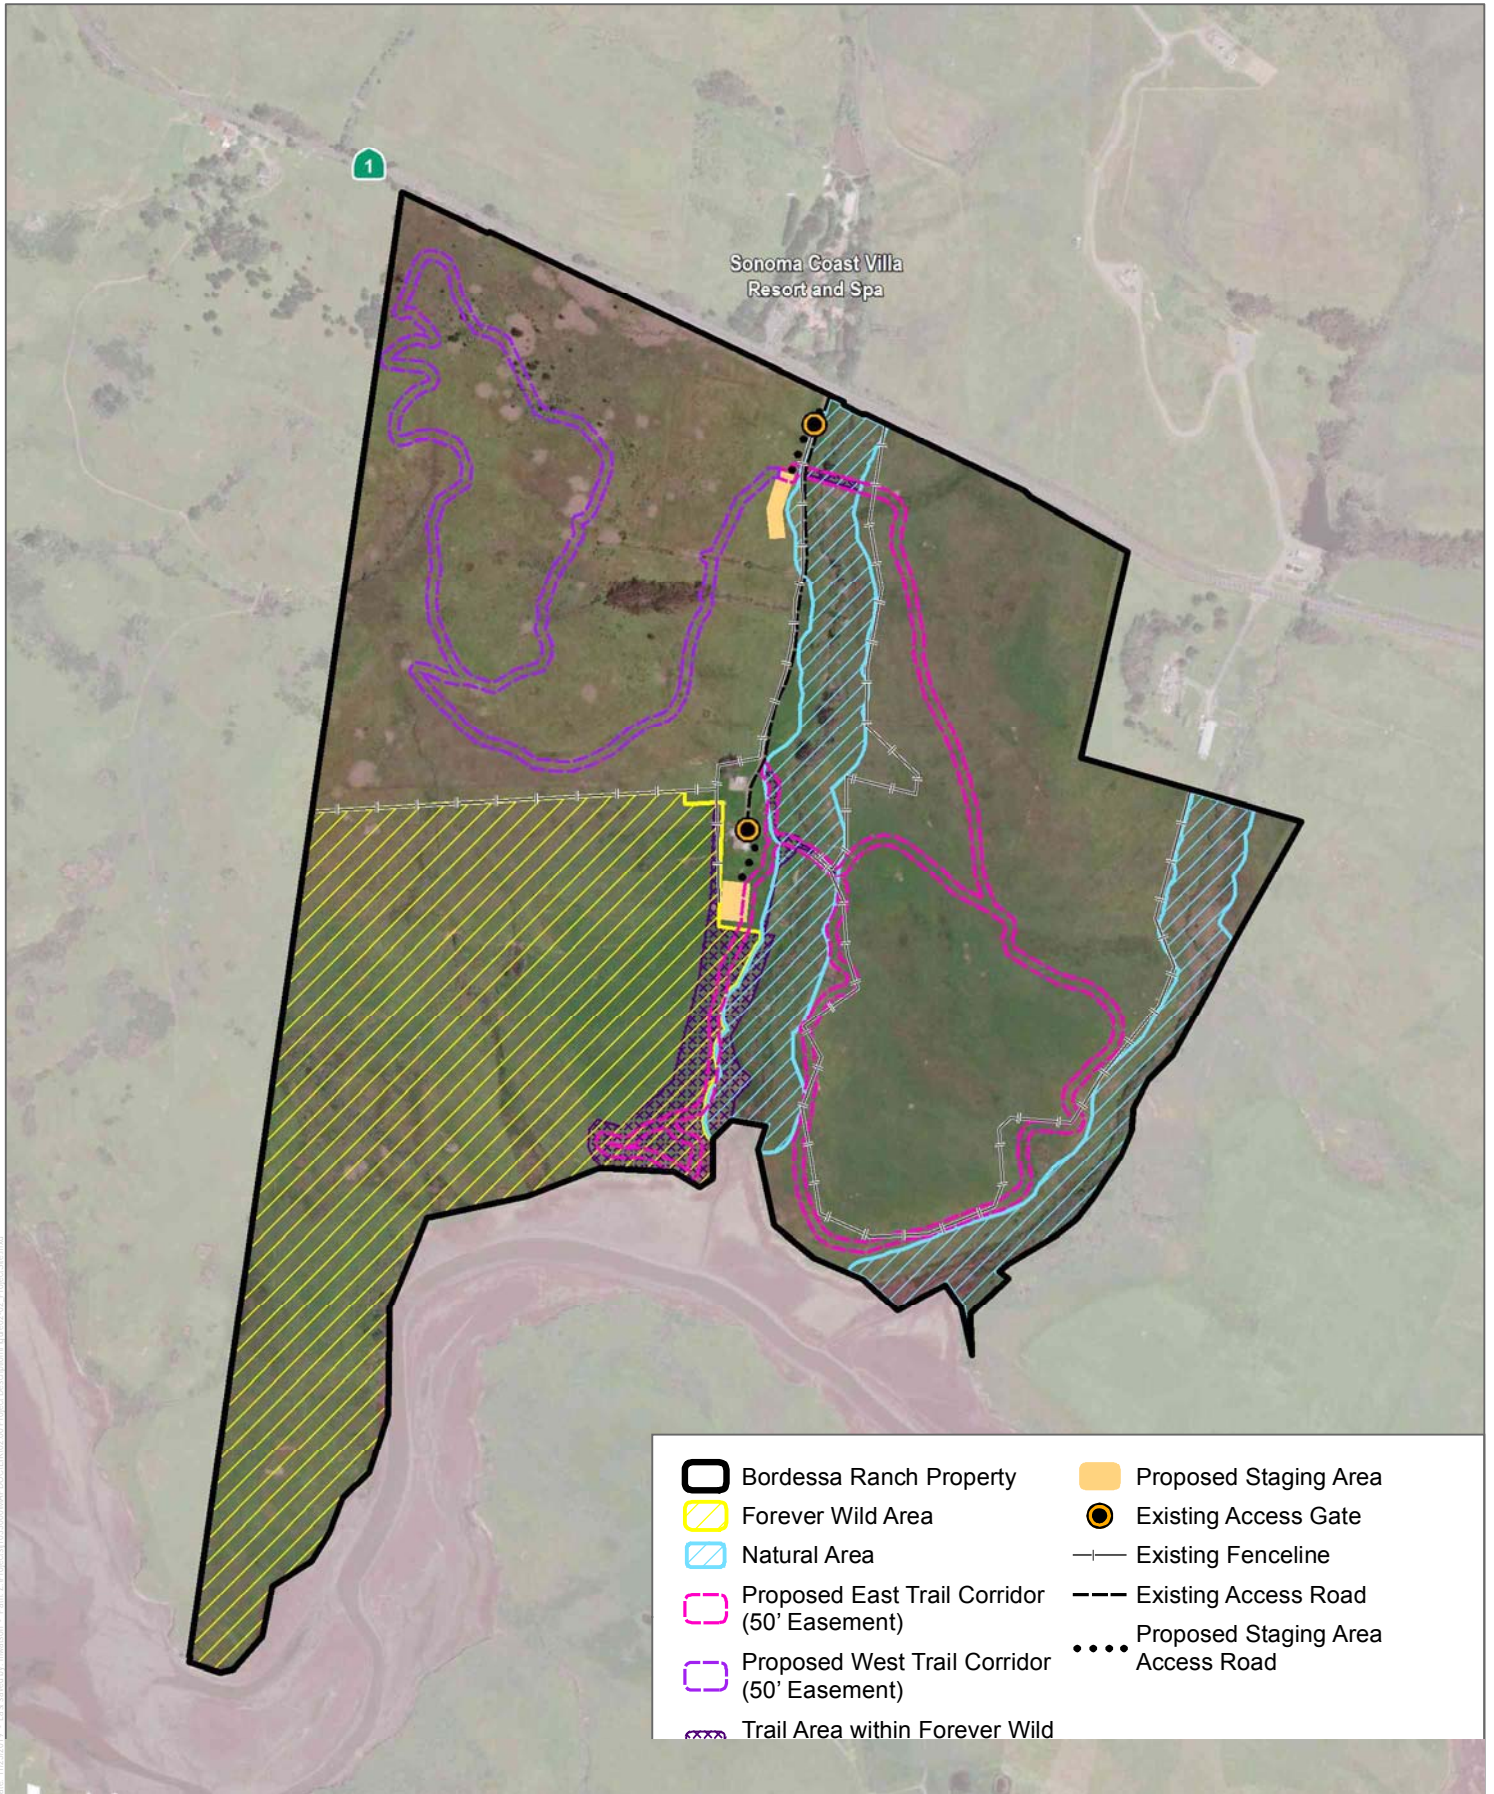 1
Sonoma Coast Villa
Resort and Spa
Bordessa Ranch Property
Forever Wild Area
Natural Area
Proposed East Trail Corridor
(50’ Easement)
Proposed West Trail Corridor
(50’ Easement)
Trail Area within Forever Wild
Proposed Staging Area
Existing Access Gate
Existing Fenceline
Existing Access Road
Proposed Staging Area
Access Road